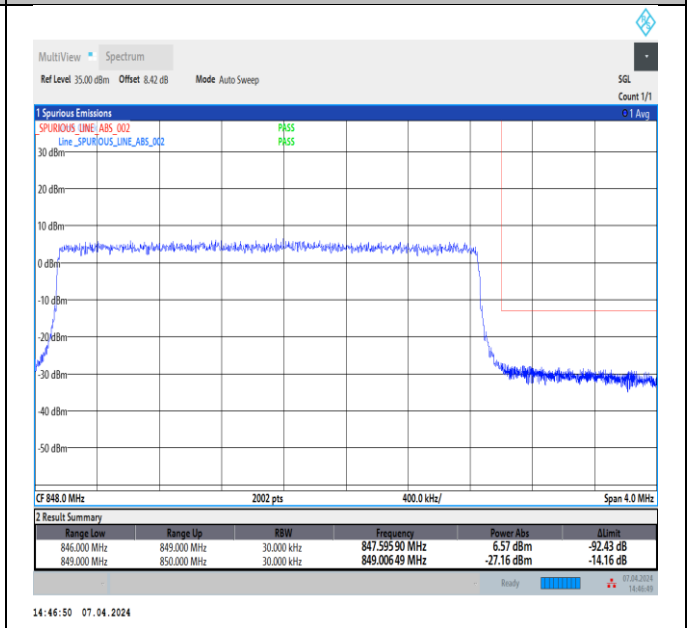 MultiView Spectrum
Ref Level 35.00 dBm Offset 8.42 dB Mode Auto Sweep SGL
Count 1/1
1 Spurious Emissions 1 Avg
_SPURIOUS_LINE_ABS_002 PASS
Line _SPURIOUS_LINE_ABS_002 PASS
30 dBm
20 dBm
10 dBm
0 dBm
-10 dBm
-20 dBm
-30 dBm
-40 dBm
-50 dBm
CF 848.0 MHz 2002 pts 400.0 kHz/ Span 4.0 MHz
2 Result Summary
Range Low Range Up RBW Frequency Power Abs ΔLimit
846.000 MHz 849.000 MHz 30.000 kHz 847.595 90 MHz 6.57 dBm -92.43 dB
849.000 MHz 850.000 MHz 30.000 kHz 849.006 49 MHz -27.16 dBm -14.16 dB
Ready 07.04.2024
14:46:49
14:46:50 07.04.2024